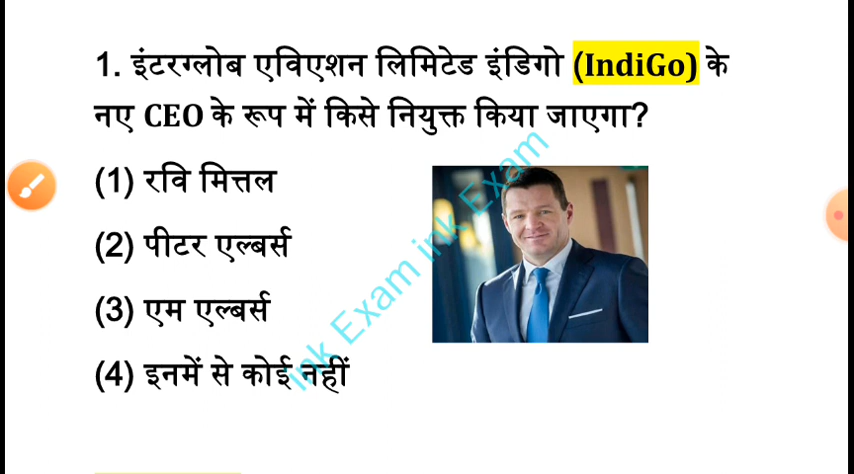 1. इंटरग्लोब एविएशन लिमिटेड इंडिगो (IndiGo) के
नए CEO के रूप में किसे नियुक्त किया जाएगा?
(1) रवि मित्तल
(2) पीटर एल्बर्स
(3) एम एल्बर्स
(4) इनमें से कोई नहीं
ink Exam ink Exam